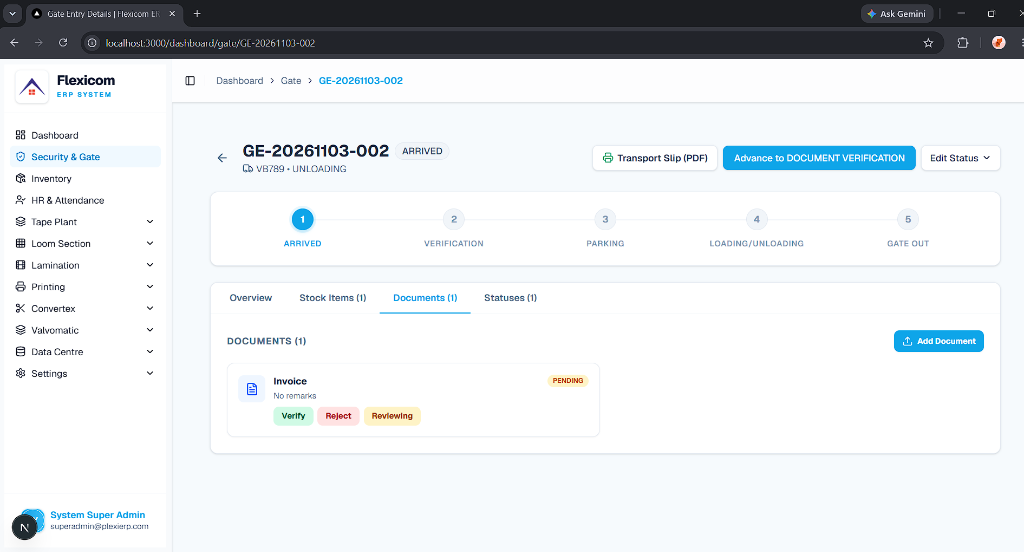 Gate Entry Details | Flexicom ER
Ask Gemini
localhost:3000/dashboard/gate/GE-20261103-002
Flexicom
ERP SYSTEM
Dashboard
Security & Gate
Inventory
HR & Attendance
Tape Plant
Loom Section
Lamination
Printing
Convertex
Valvomatic
Data Centre
Settings
N
System Super Admin
superadmin@plexierp.com
Dashboard > Gate > GE-20261103-002
GE-20261103-002 ARRIVED
VB789 • UNLOADING
Transport Slip (PDF) Advance to DOCUMENT VERIFICATION Edit Status
1 2 3 4 5
ARRIVED VERIFICATION PARKING LOADING/UNLOADING GATE OUT
Overview Stock Items (1) Documents (1) Statuses (1)
DOCUMENTS (1) Add Document
Invoice PENDING
No remarks
Verify Reject Reviewing